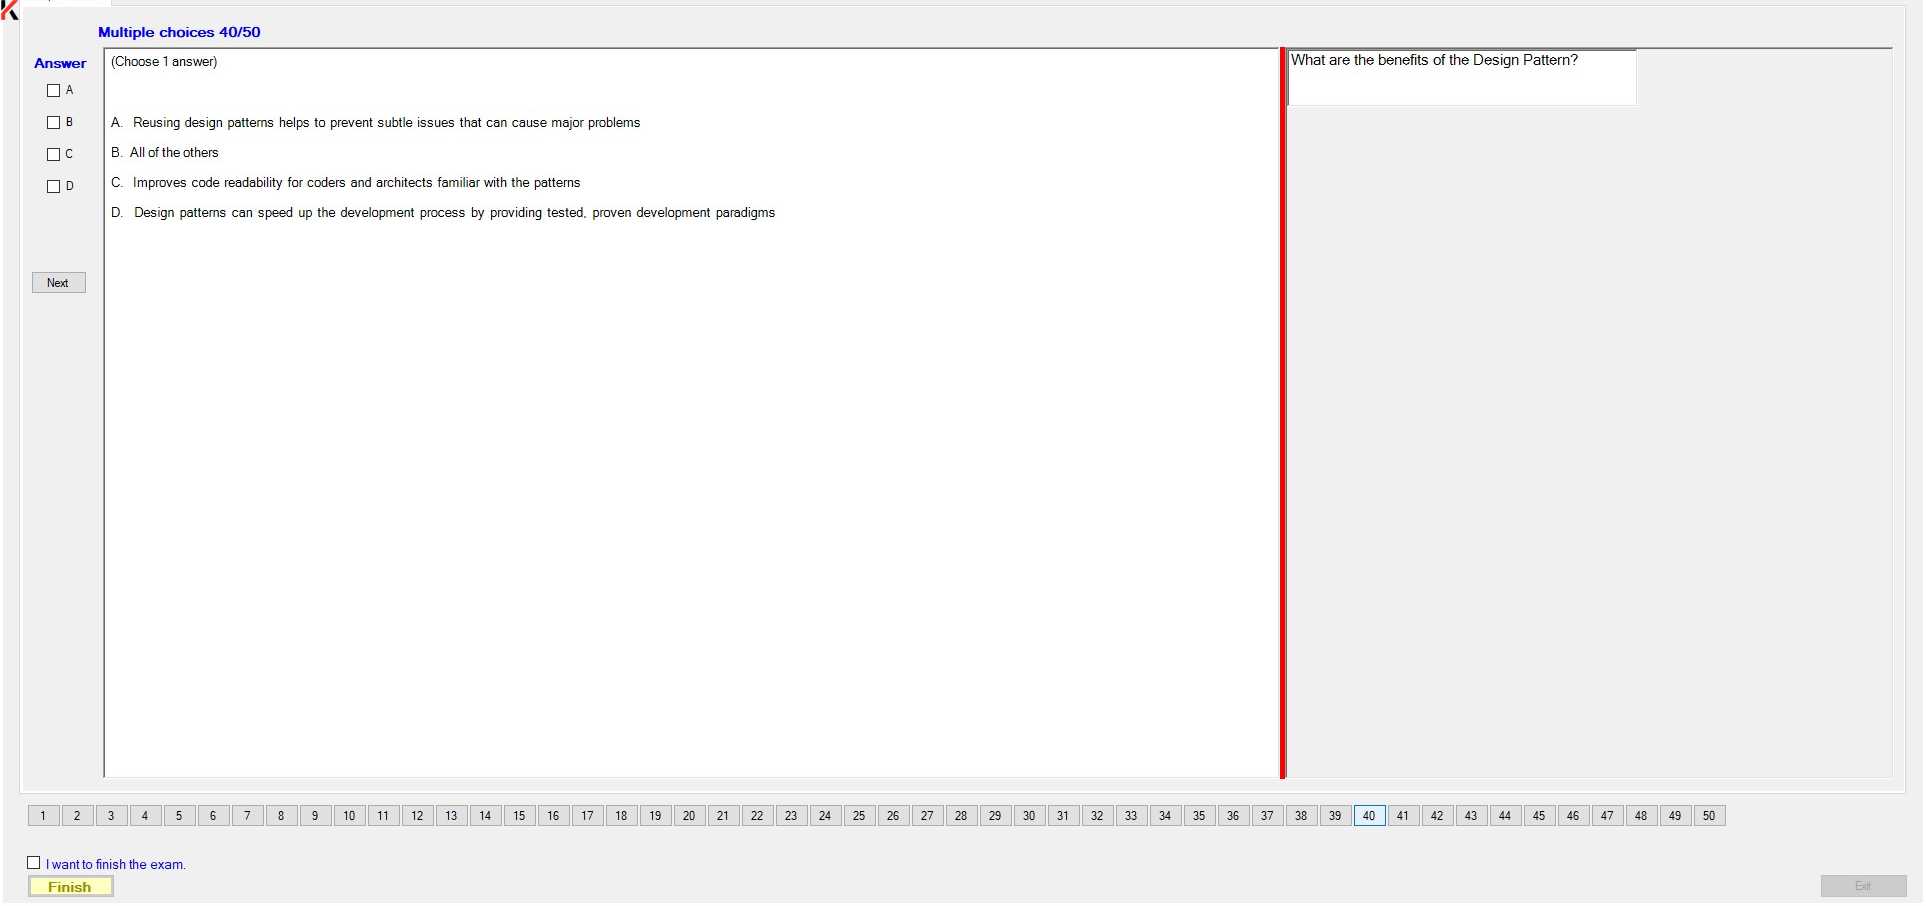 Multiple choices 40/50
Answer
A
B
C
D
Next
(Choose 1 answer)
A. Reusing design patterns helps to prevent subtle issues that can cause major problems
B. All of the others
C. Improves code readability for coders and architects familiar with the patterns
D. Design patterns can speed up the development process by providing tested, proven development paradigms
What are the benefits of the Design Pattern?
1 2 3 4 5 6 7 8 9 10 11 12 13 14 15 16 17 18 19 20 21 22 23 24 25 26 27 28 29 30 31 32 33 34 35 36 37 38 39 40 41 42 43 44 45 46 47 48 49 50
I want to finish the exam.
Finish
Exit